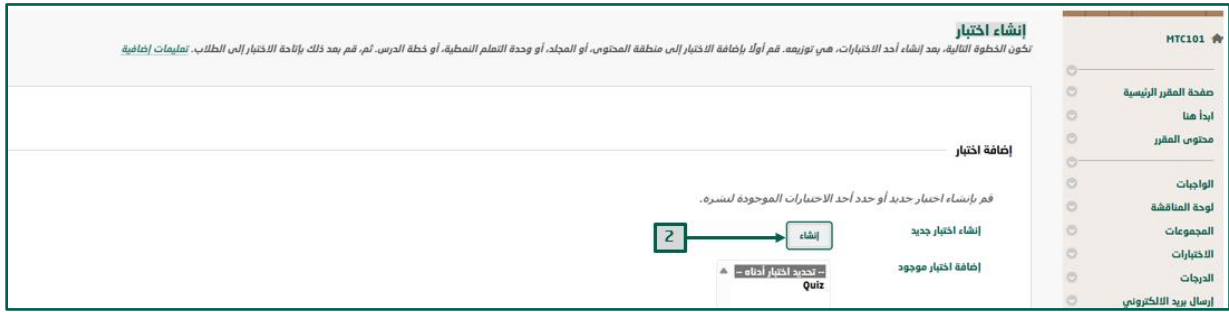 إنشاء اختبار
تكون الخطوة التالية، بعد إنشاء أحد الاختبارات، هي توزيعه. قم أولًا بإضافة الاختبار إلى منطقة المحتوى، أو المجلد، أو وحدة التعلم النمطية، أو خطة الدرس. ثم، قم بعد ذلك بإتاحة الاختبار إلى الطلاب. تعليمات إضافية
إضافة اختبار
قم بإنشاء اختبار جديد أو حدد أحد الاختبارات الموجودة لنشره.
إنشاء اختبار جديد
إنشاء
2
إضافة اختبار موجود
-- تحديد اختبار أدناه --
Quiz
MTC101
صفحة المقرر الرئيسية
ابدأ هنا
محتوى المقرر
الواجبات
لوحة المناقشة
المجموعات
الاختبارات
الدرجات
إرسال بريد الالكتروني